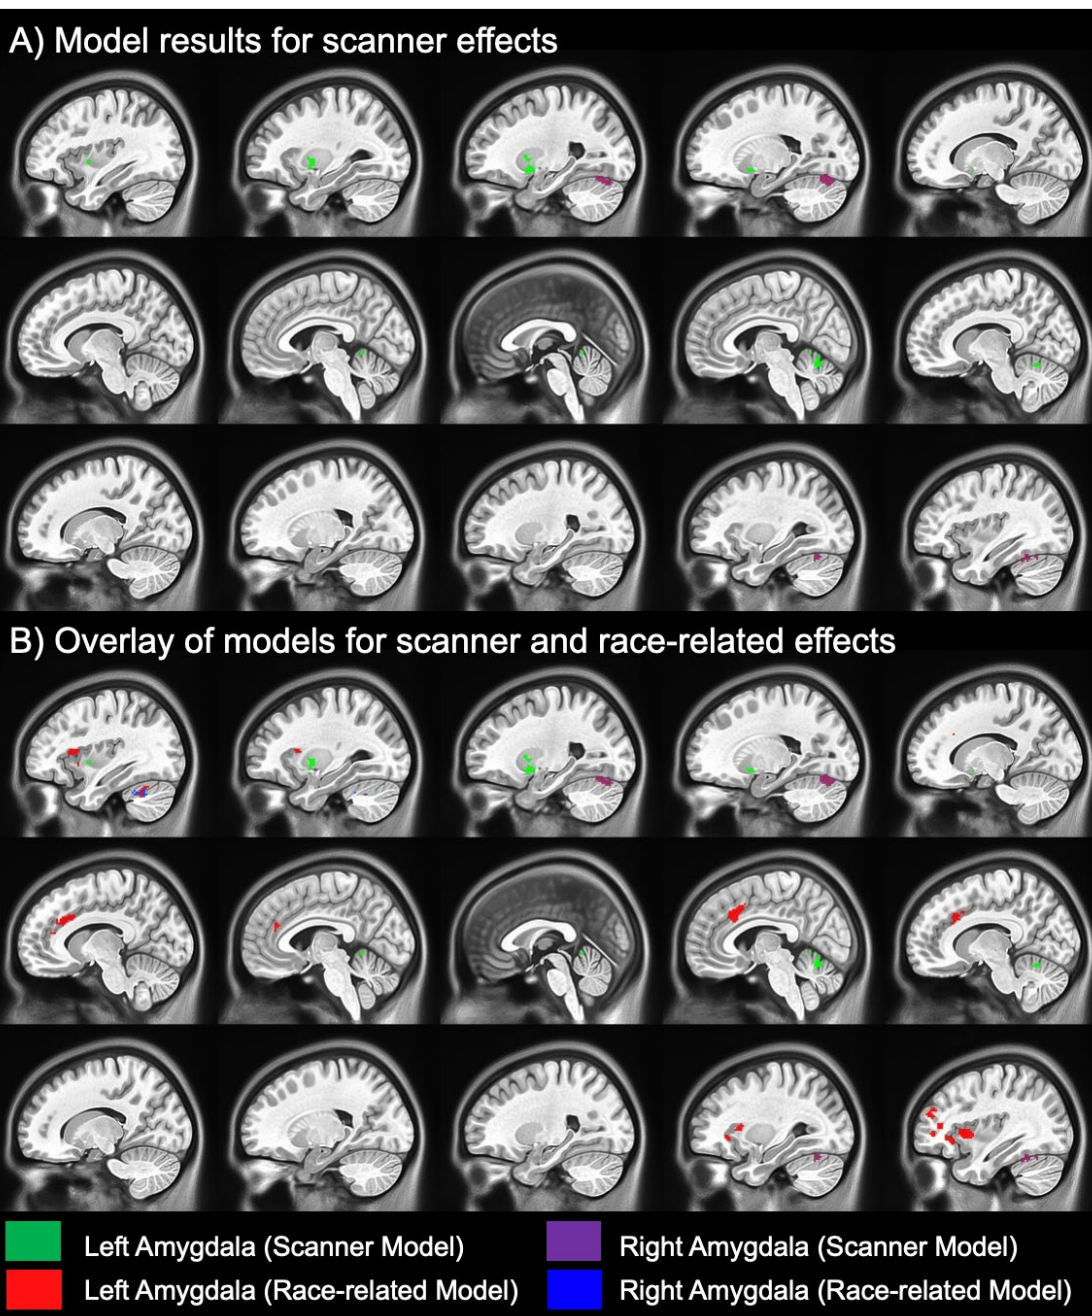 A) Model results for scanner effects
B) Overlay of models for scanner and race-related effects
Left Amygdala (Scanner Model)
Right Amygdala (Scanner Model)
Left Amygdala (Race-related Model)
Right Amygdala (Race-related Model)